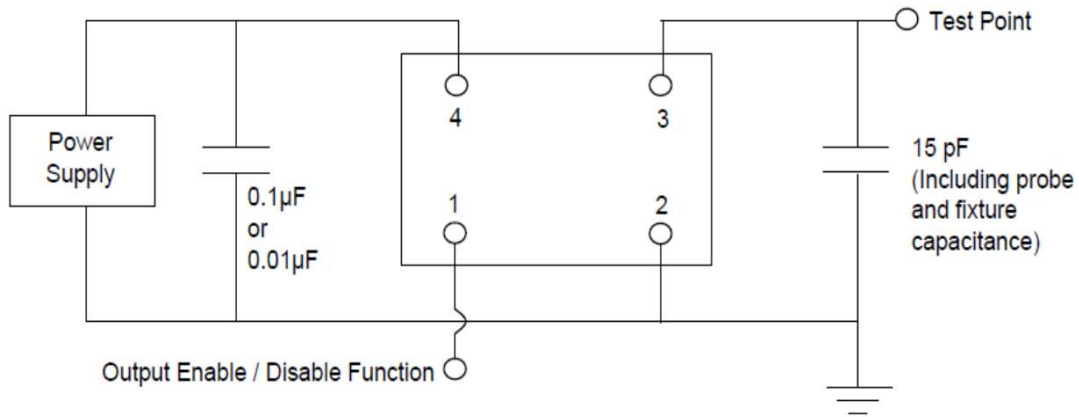 Test Point
4
3
Power
Supply
15 pF
(Including probe
and fixture
capacitance)
0.1µF
or
0.01µF
1
2
Output Enable / Disable Function